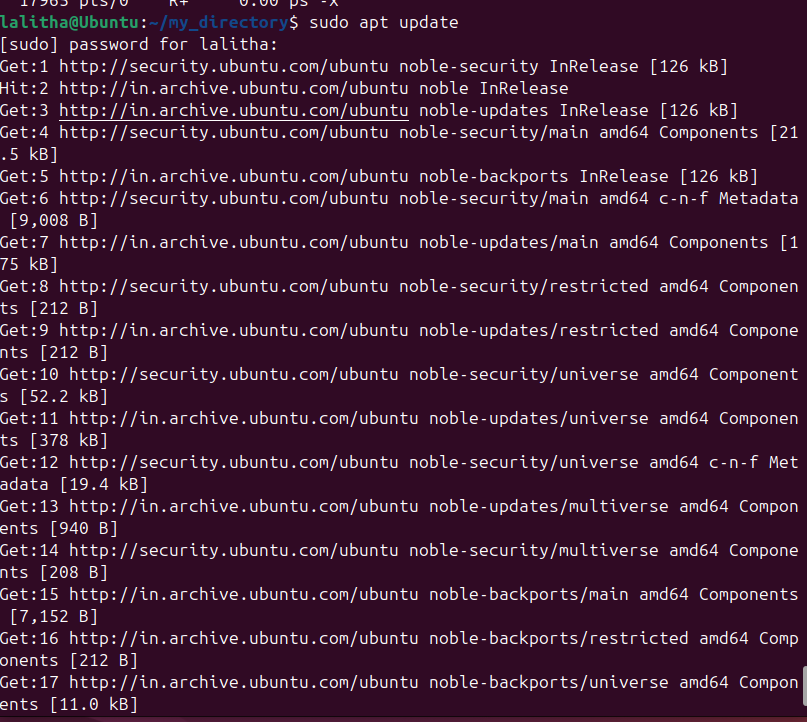 17965 pts/0    R+     0:00 ps -x
lalitha@Ubuntu:~/my_directory$ sudo apt update
[sudo] password for lalitha:
Get:1 http://security.ubuntu.com/ubuntu noble-security InRelease [126 kB]
Hit:2 http://in.archive.ubuntu.com/ubuntu noble InRelease
Get:3 http://in.archive.ubuntu.com/ubuntu noble-updates InRelease [126 kB]
Get:4 http://security.ubuntu.com/ubuntu noble-security/main amd64 Components [21
.5 kB]
Get:5 http://in.archive.ubuntu.com/ubuntu noble-backports InRelease [126 kB]
Get:6 http://security.ubuntu.com/ubuntu noble-security/main amd64 c-n-f Metadata
[9,008 B]
Get:7 http://in.archive.ubuntu.com/ubuntu noble-updates/main amd64 Components [1
75 kB]
Get:8 http://security.ubuntu.com/ubuntu noble-security/restricted amd64 Componen
ts [212 B]
Get:9 http://in.archive.ubuntu.com/ubuntu noble-updates/restricted amd64 Compone
nts [212 B]
Get:10 http://security.ubuntu.com/ubuntu noble-security/universe amd64 Component
s [52.2 kB]
Get:11 http://in.archive.ubuntu.com/ubuntu noble-updates/universe amd64 Componen
ts [378 kB]
Get:12 http://security.ubuntu.com/ubuntu noble-security/universe amd64 c-n-f Met
adata [19.4 kB]
Get:13 http://in.archive.ubuntu.com/ubuntu noble-updates/multiverse amd64 Compon
ents [940 B]
Get:14 http://security.ubuntu.com/ubuntu noble-security/multiverse amd64 Compone
nts [208 B]
Get:15 http://in.archive.ubuntu.com/ubuntu noble-backports/main amd64 Components
[7,152 B]
Get:16 http://in.archive.ubuntu.com/ubuntu noble-backports/restricted amd64 Comp
onents [212 B]
Get:17 http://in.archive.ubuntu.com/ubuntu noble-backports/universe amd64 Compon
ents [11.0 kB]